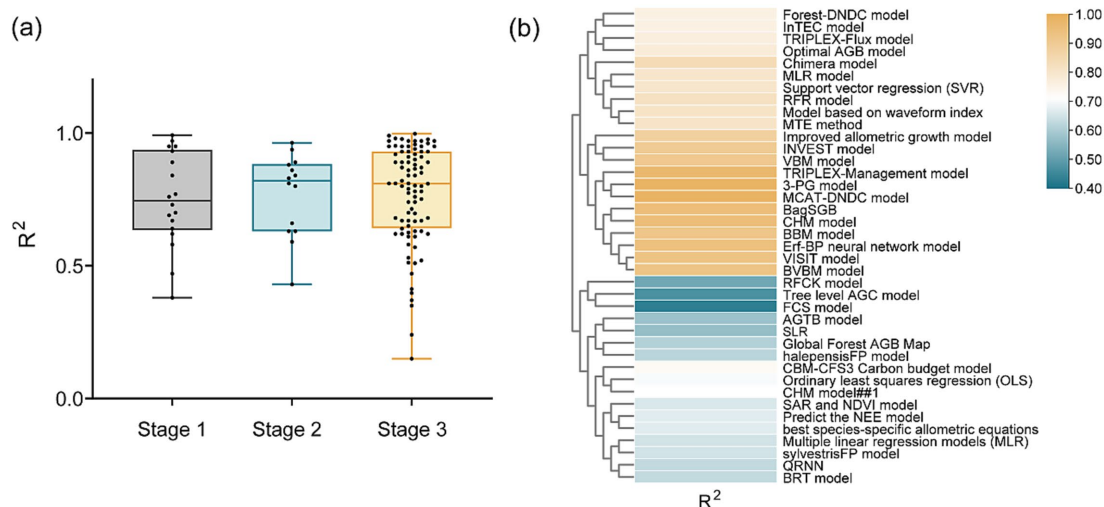 (a)
R²
1.0
0.5
0.0
Stage 1 Stage 2 Stage 3
(b)
Forest-DNDC model
InTEC model
TRIPLEX-Flux model
Optimal AGB model
Chimera model
MLR model
Support vector regression (SVR)
RFR model
Model based on waveform index
MTE method
Improved allometric growth model
INVEST model
VBM model
TRIPLEX-Management model
3-PG model
MCAT-DNDC model
BagSGB
CHM model
BBM model
Erf-BP neural network model
VISIT model
BVBM model
RFCK model
Tree level AGC model
FCS model
AGTB model
SLR
Global Forest AGB Map
halepensisFP model
CBM-CFS3 Carbon budget model
Ordinary least squares regression (OLS)
CHM model##1
SAR and NDVI model
Predict the NEE model
best species-specific allometric equations
Multiple linear regression models (MLR)
sylvestrisFP model
QRNN
BRT model
R²
1.00
0.90
0.80
0.70
0.60
0.50
0.40